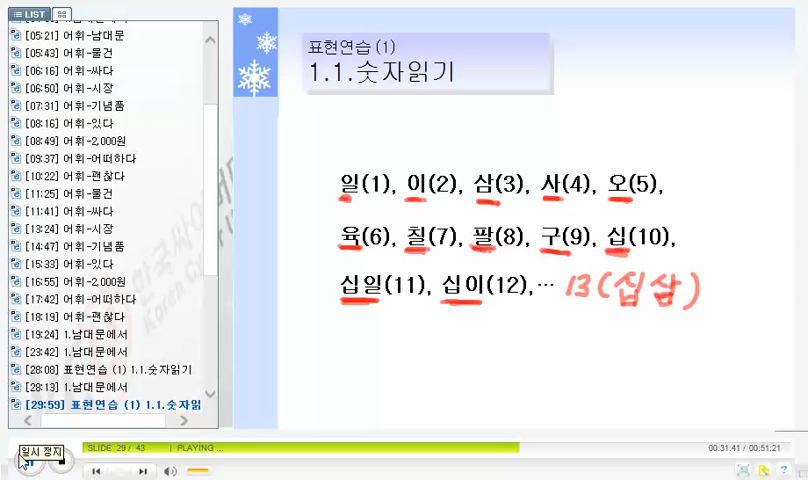 LIST
[05:21] 어휘-남대문
[05:43] 어휘-물건
[06:16] 어휘-싸다
[06:50] 어휘-시장
[07:31] 어휘-기념품
[08:16] 어휘-있다
[08:49] 어휘-2,000원
[09:37] 어휘-어떠하다
[10:22] 어휘-괜찮다
[11:25] 어휘-물건
[11:41] 어휘-싸다
[13:24] 어휘-시장
[14:47] 어휘-기념품
[15:33] 어휘-있다
[16:55] 어휘-2,000원
[17:42] 어휘-어떠하다
[18:19] 어휘-괜찮다
[19:24] 1.남대문에서
[23:42] 1.남대문에서
[28:08] 표현연습 (1) 1.1.숫자읽기
[28:13] 1.남대문에서
[29:59] 표현연습 (1) 1.1.숫자읽
표현연습 (1)
1.1.숫자읽기
일(1), 이(2), 삼(3), 사(4), 오(5),
육(6), 칠(7), 팔(8), 구(9), 십(10),
십일(11), 십이(12),… 13(십삼)
일시 정지
SLIDE 29 / 43 | PLAYING ...
00:31:41 / 00:51:21